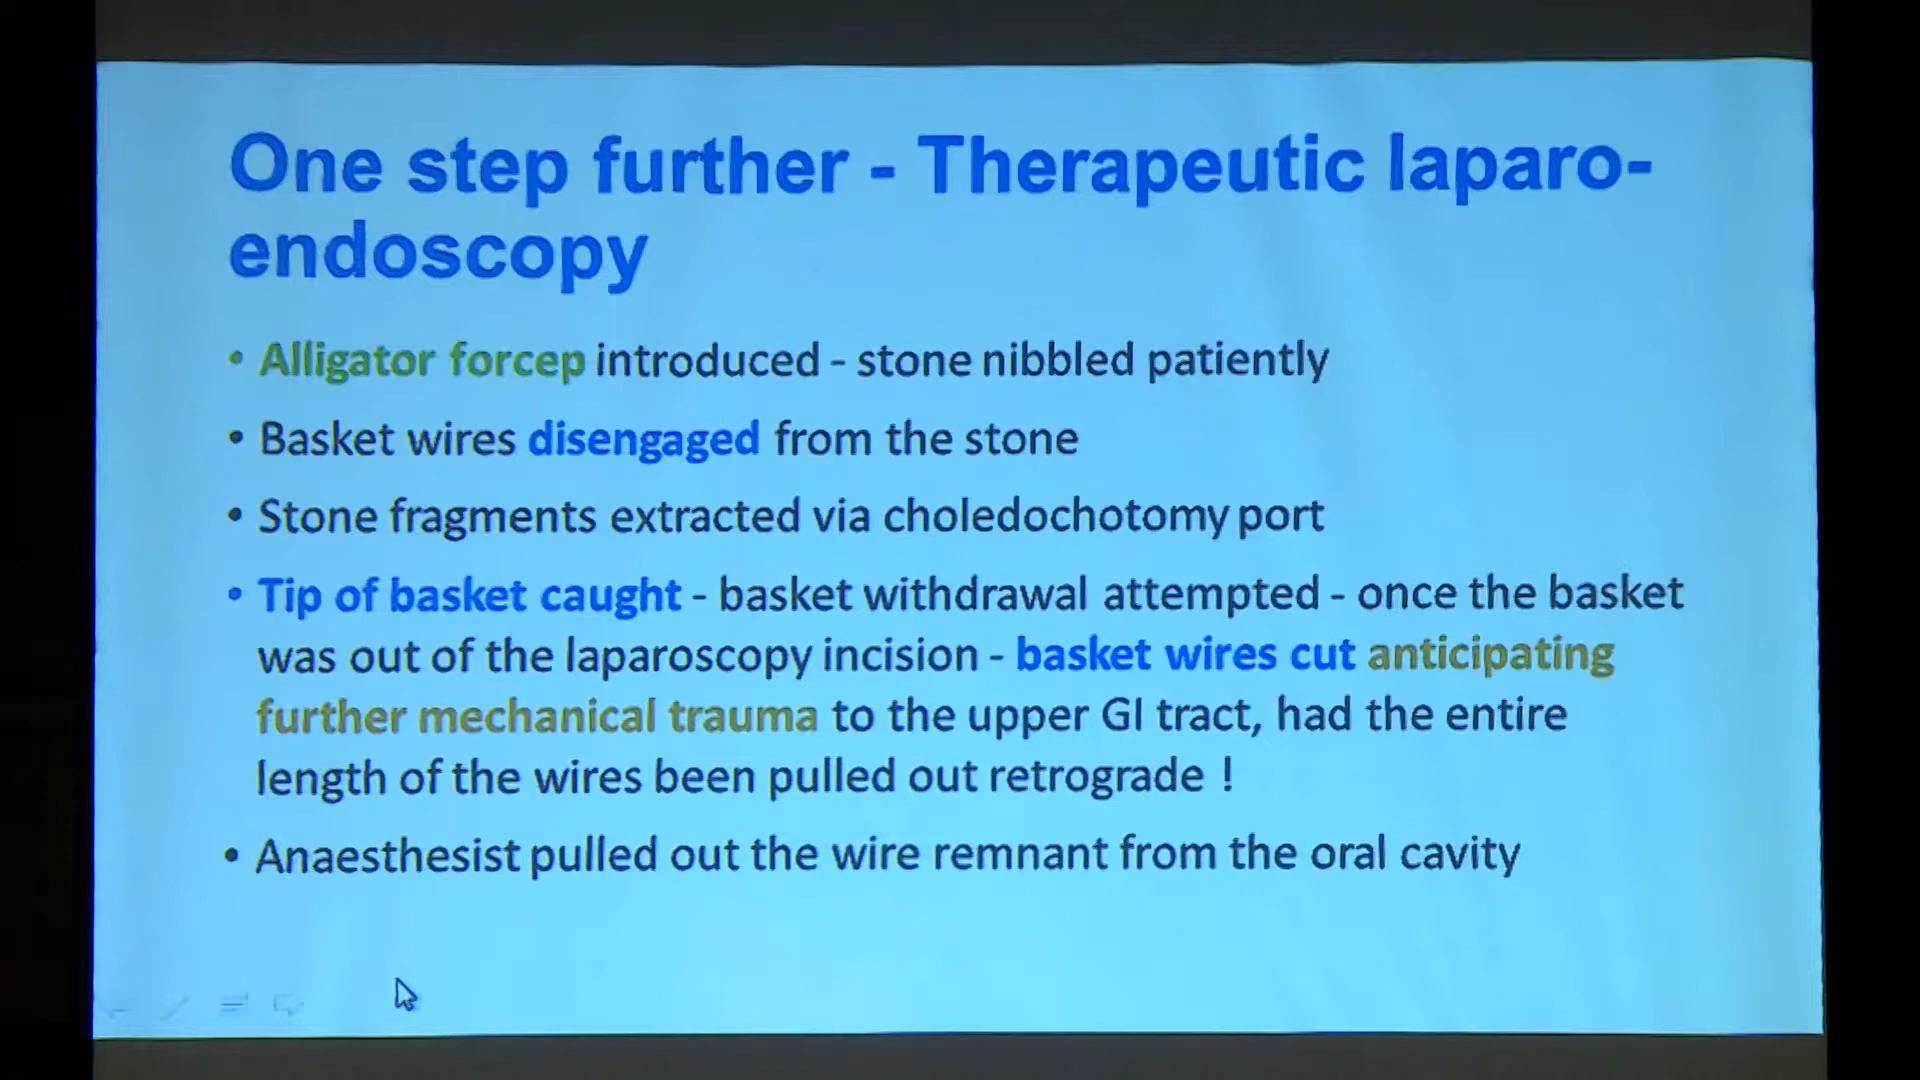 One step further - Therapeutic laparo-
endoscopy
• Alligator forcep introduced - stone nibbled patiently
• Basket wires disengaged from the stone
• Stone fragments extracted via choledochotomy port
• Tip of basket caught - basket withdrawal attempted - once the basket
was out of the laparoscopy incision - basket wires cut anticipating
further mechanical trauma to the upper GI tract, had the entire
length of the wires been pulled out retrograde !
• Anaesthesist pulled out the wire remnant from the oral cavity